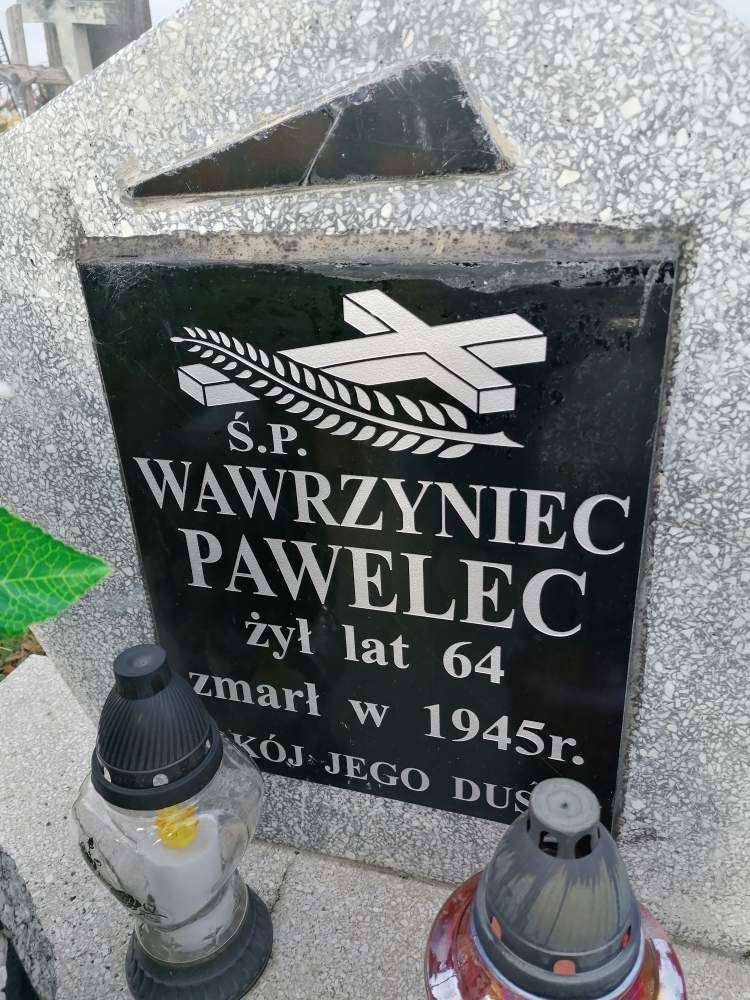 Ś.P.
WAWRZYNIEC
PAWELEC
żył lat 64
zmarł w 1945r.
JEGO